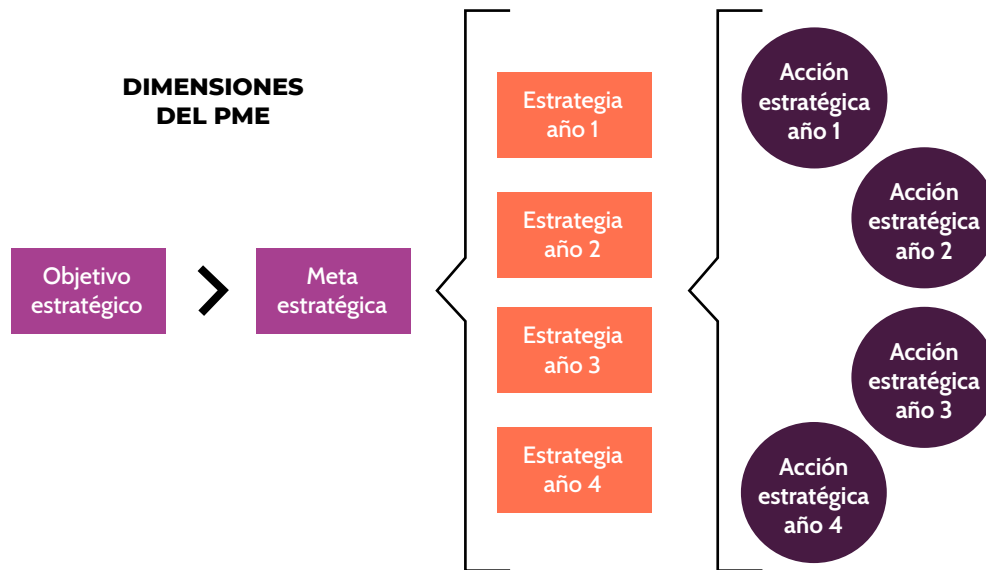 DIMENSIONES
DEL PME
Objetivo
estratégico
Meta
estratégica
Estrategia
año 1
Estrategia
año 2
Estrategia
año 3
Estrategia
año 4
Acción
estratégica
año 1
Acción
estratégica
año 2
Acción
estratégica
año 3
Acción
estratégica
año 4